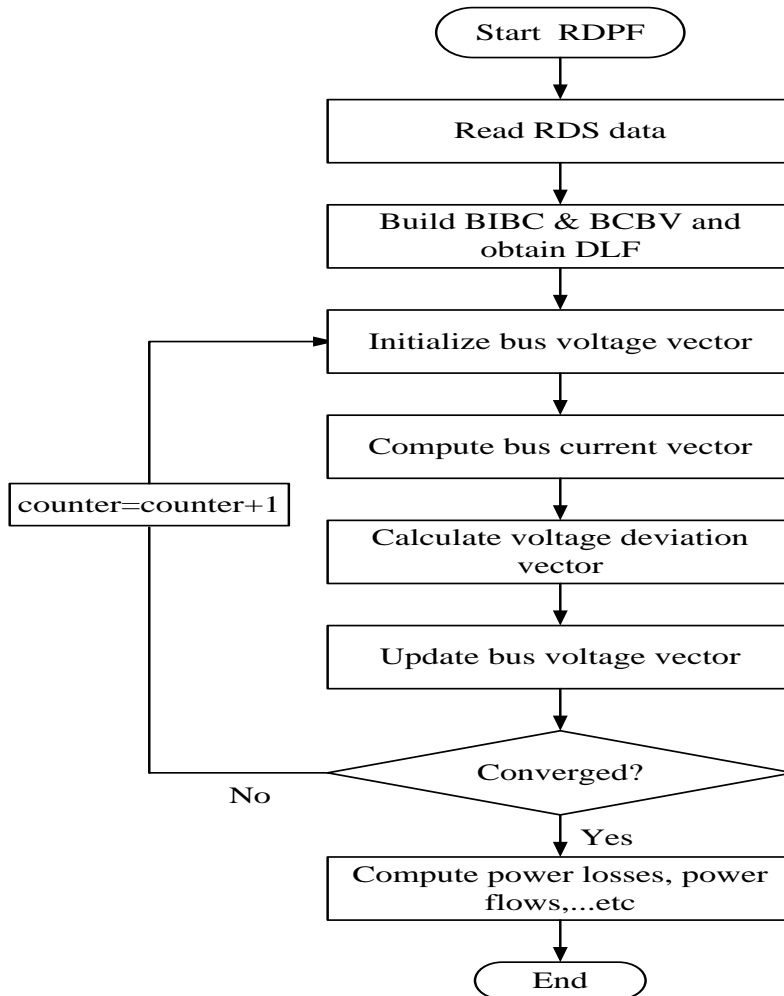 Start RDPF
Read RDS data
Build BIBC & BCBV and
obtain DLF
Initialize bus voltage vector
Compute bus current vector
counter=counter+1
Calculate voltage deviation
vector
Update bus voltage vector
Converged?
No
Yes
Compute power losses, power
flows,...etc
End